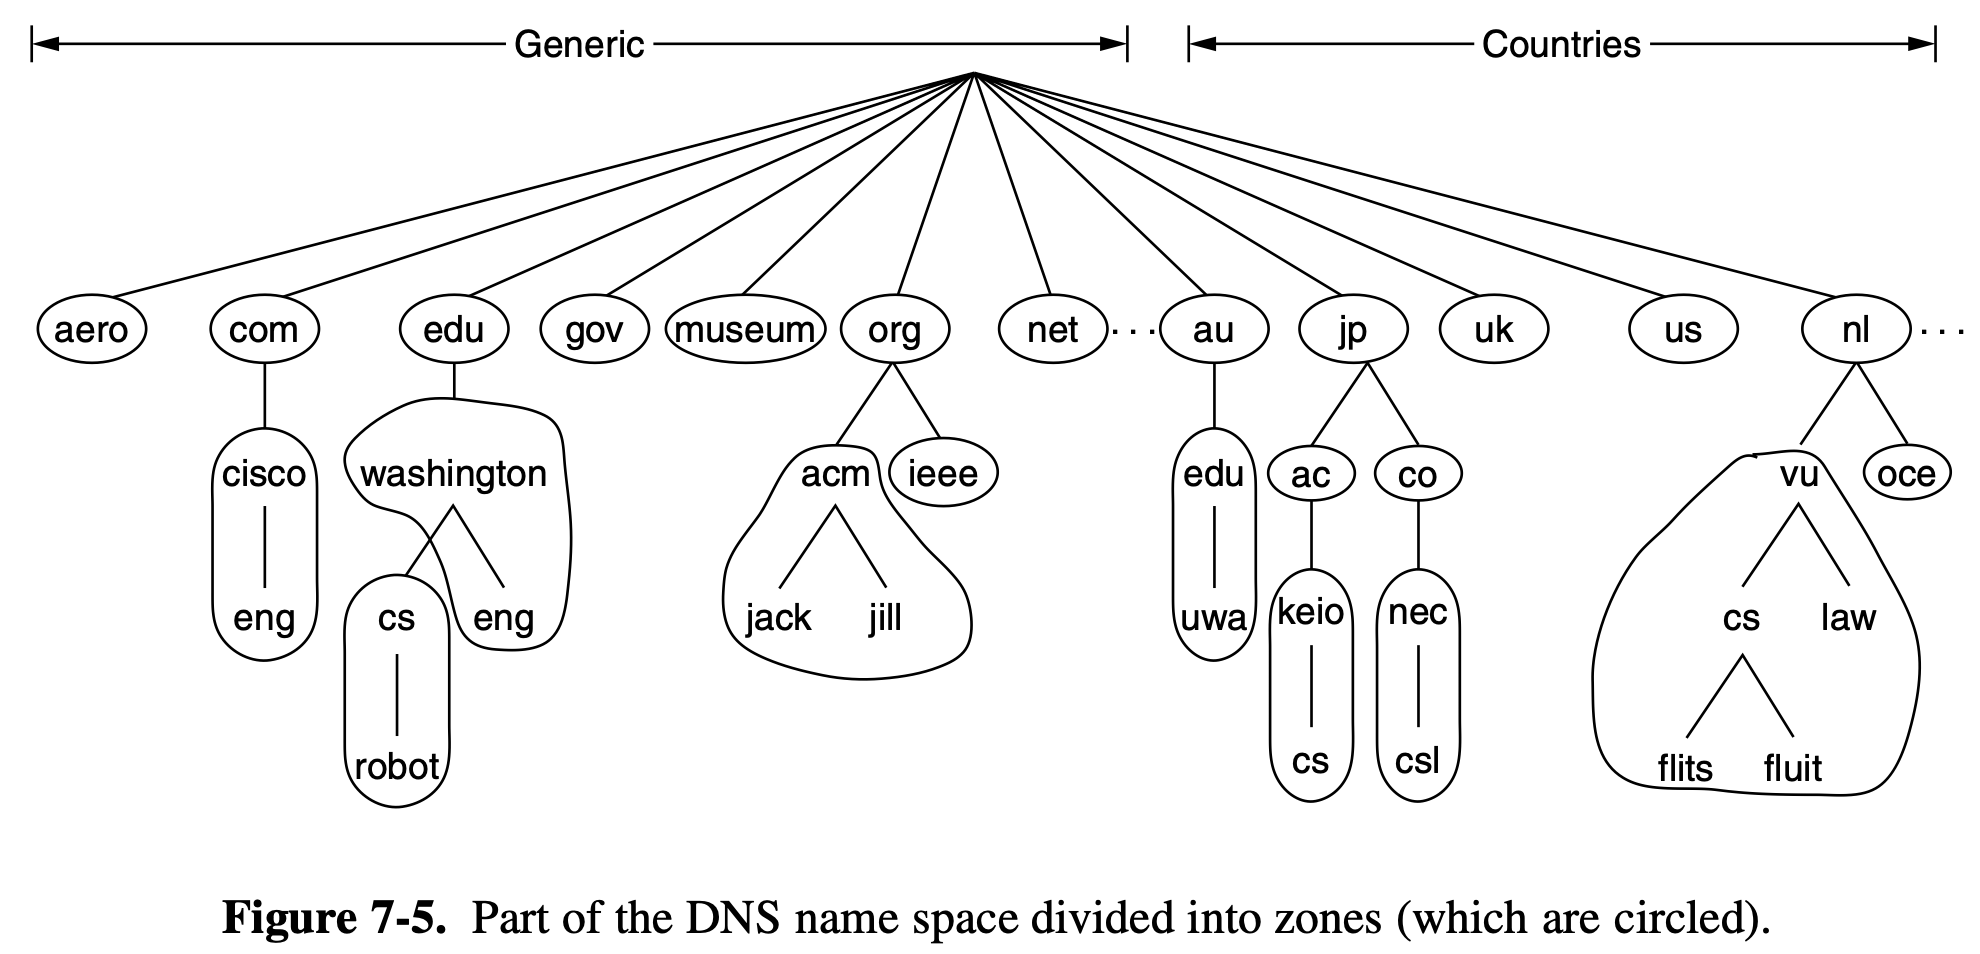 Generic Countries
aero com edu gov museum org net ... au jp uk us nl ...
cisco washington acm ieee edu ac co vu oce
eng cs eng jack jill uwa keio nec cs law
robot cs csl flits fluit
Figure 7-5. Part of the DNS name space divided into zones (which are circled).